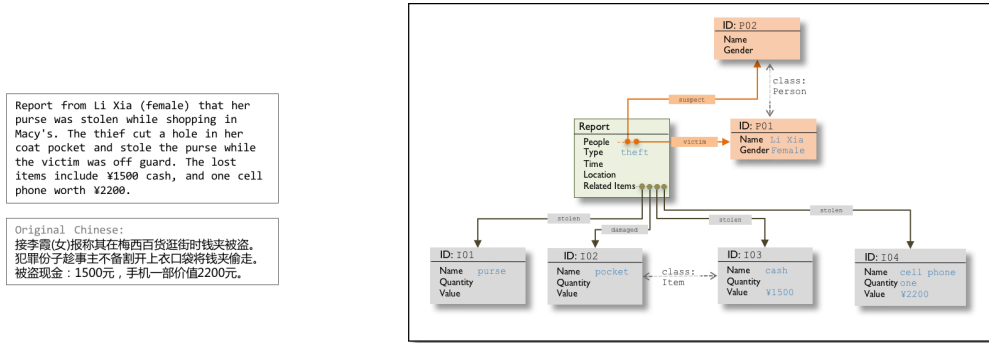 Report from Li Xia (female) that her
purse was stolen while shopping in
Macy's. The thief cut a hole in her
coat pocket and stole the purse while
the victim was off guard. The lost
items include ¥1500 cash, and one cell
phone worth ¥2200.
Original Chinese:
接李霞(女)报称其在梅西百货逛街时钱夹被盗。
犯罪份子趁事主不备割开上衣口袋将钱夹偷走。
被盗现金：1500元，手机一部价值2200元。
ID: P02
Name
Gender
class:
Person
suspect
Report
People
Type theft
Time
Location
Related Items
victim
ID: P01
Name Li Xia
Gender Female
stolen
damaged
stolen
stolen
ID: I01
Name purse
Quantity
Value
ID: I02
Name pocket
Quantity
Value
class:
Item
ID: I03
Name cash
Quantity
Value ¥1500
ID: I04
Name cell phone
Quantity one
Value ¥2200